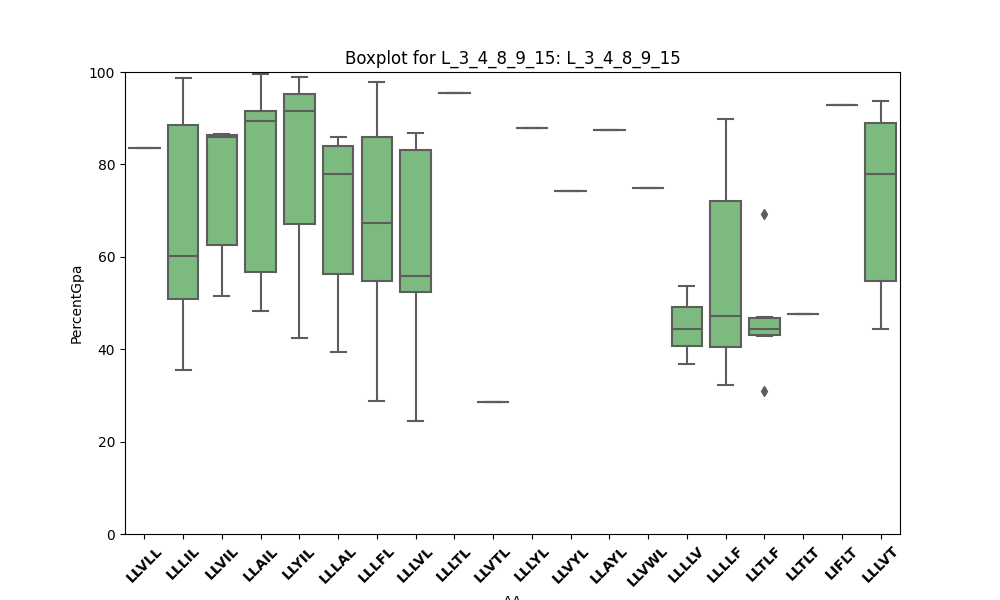 Boxplot for L_3_4_8_9_15: L_3_4_8_9_15
100
80
60
40
20
0
PercentGpa
LLVLL LLLIL LLVIL LLAIL LLYIL LLLAL LLLFL LLLVL LLLTL LLVTL LLLYL LLVYL LLAYL LLVWL LLLLV LLLLF LLTLF LLTLT LIFLT LLLVT
AA